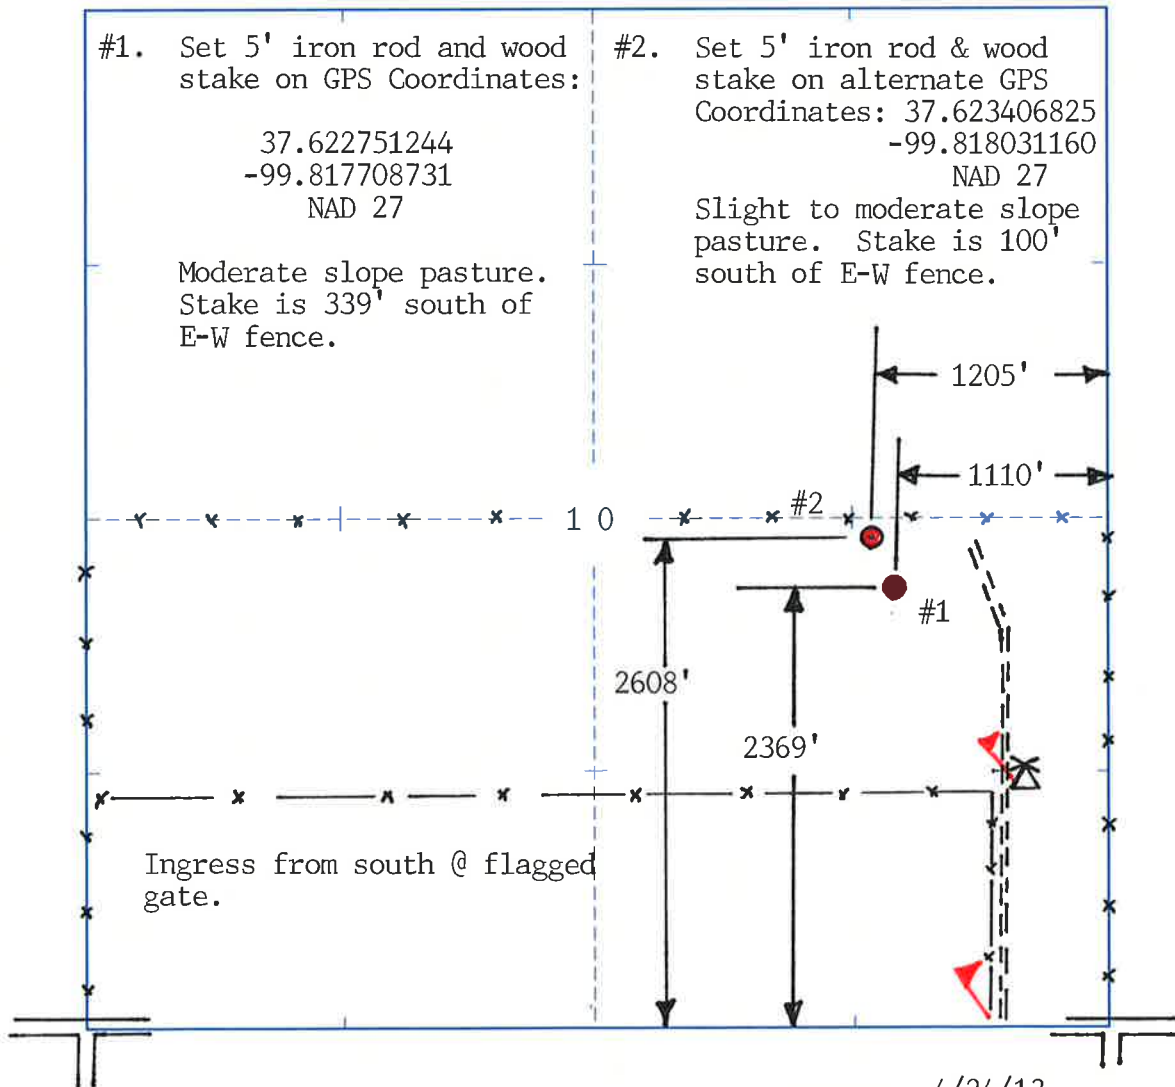 #1. Set 5' iron rod and wood
stake on GPS Coordinates:
37.622751244
-99.817708731
NAD 27
Moderate slope pasture.
Stake is 339' south of
E-W fence.
#2. Set 5' iron rod & wood
stake on alternate GPS
Coordinates: 37.623406825
-99.818031160
NAD 27
Slight to moderate slope
pasture. Stake is 100'
south of E-W fence.
1205'
1110'
#2
10
#1
2608'
2369'
Ingress from south @ flagged
gate.